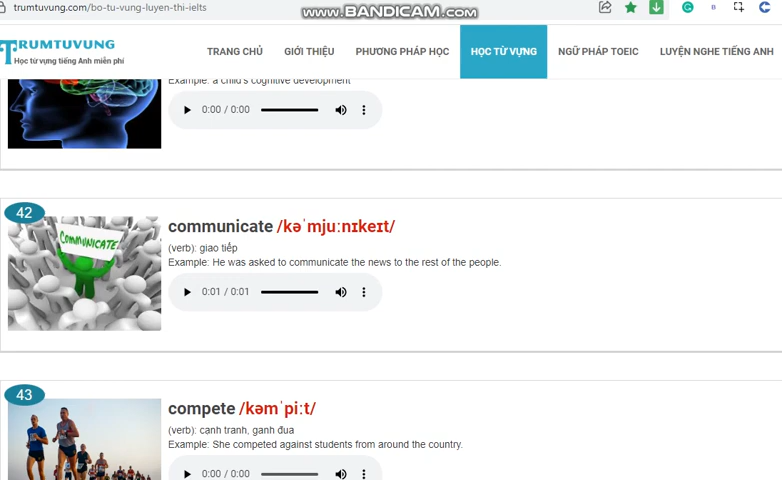 trumtuvung.com/bo-tu-vung-luyen-thi-ielts
www.BANDICAM.com
TRUMTUVUNG
Học từ vựng tiếng Anh miễn phí
TRANG CHỦ GIỚI THIỆU PHƯƠNG PHÁP HỌC HỌC TỪ VỰNG NGỮ PHÁP TOEIC LUYỆN NGHE TIẾNG ANH
Example: a child's cognitive development
0:00 / 0:00
42
COMMUNICATE
communicate /kəˈmjuːnɪkeɪt/
(verb): giao tiếp
Example: He was asked to communicate the news to the rest of the people.
0:01 / 0:01
43
compete /kəmˈpiːt/
(verb): cạnh tranh, ganh đua
Example: She competed against students from around the country.
0:00 / 0:00